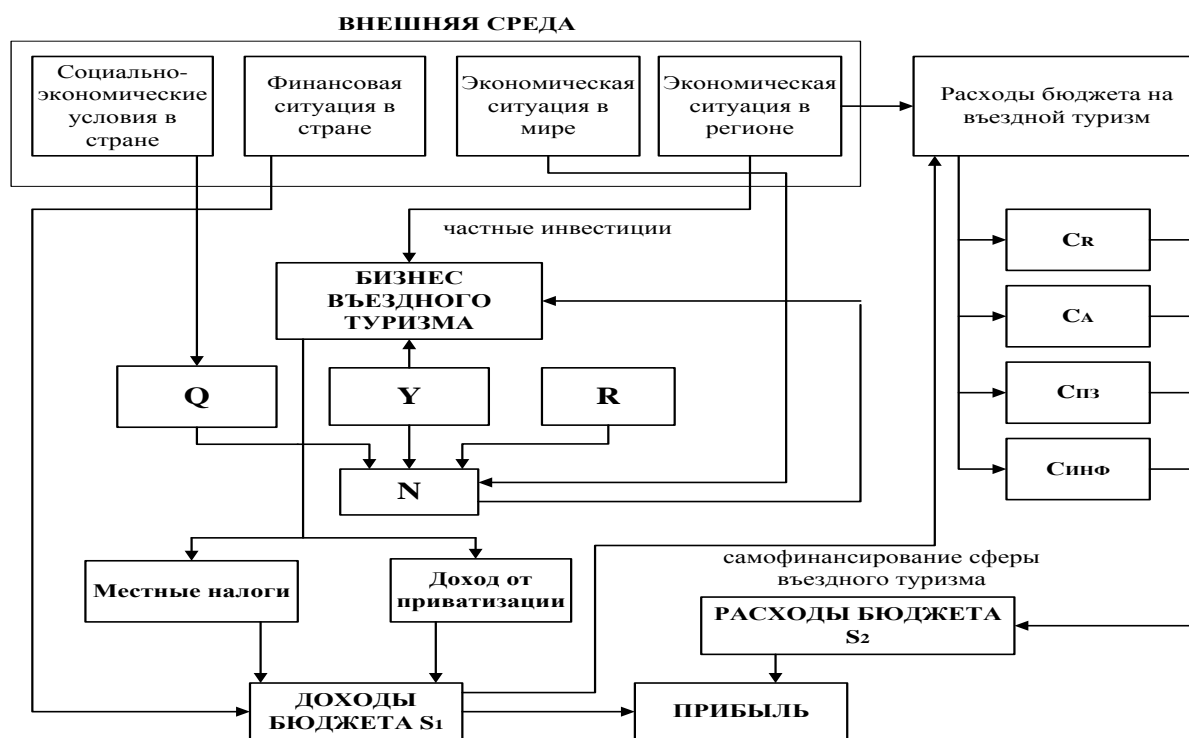 ВНЕШНЯЯ СРЕДА
Социально-
экономические
условия в
стране
Финансовая
ситуация в
стране
Экономическая
ситуация в
мире
Экономическая
ситуация в
регионе
Расходы бюджета на
въездной туризм
частные инвестиции
БИЗНЕС
ВЪЕЗДНОГО
ТУРИЗМА
CR
CA
Cпз
Cинф
Q
Y
R
N
Местные налоги
Доход от
приватизации
самофинансирование сферы
въездного туризма
РАСХОДЫ БЮДЖЕТА
S2
ДОХОДЫ
БЮДЖЕТА S1
ПРИБЫЛЬ